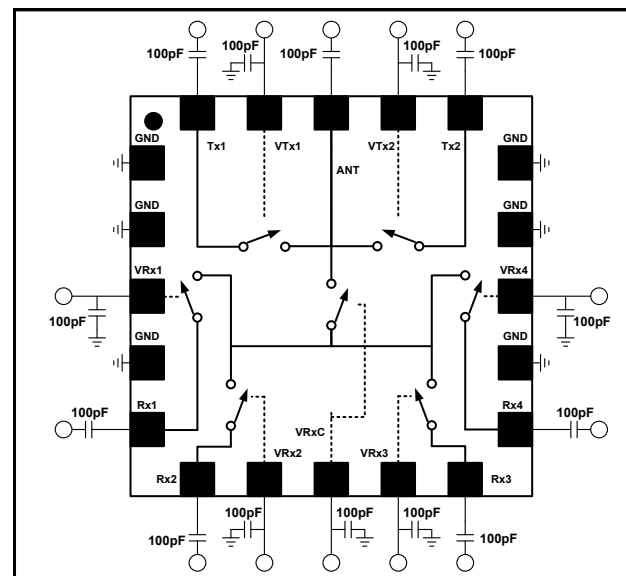 100pF
100pF
100pF
100pF
100pF
GND
Tx1
VTx1
ANT
VTx2
Tx2
GND
GND
GND
VRx1
VRx4
100pF
100pF
GND
GND
100pF
Rx1
Rx4
100pF
VRxC
Rx2
VRx2
VRx3
Rx3
100pF
100pF
100pF
100pF
100pF